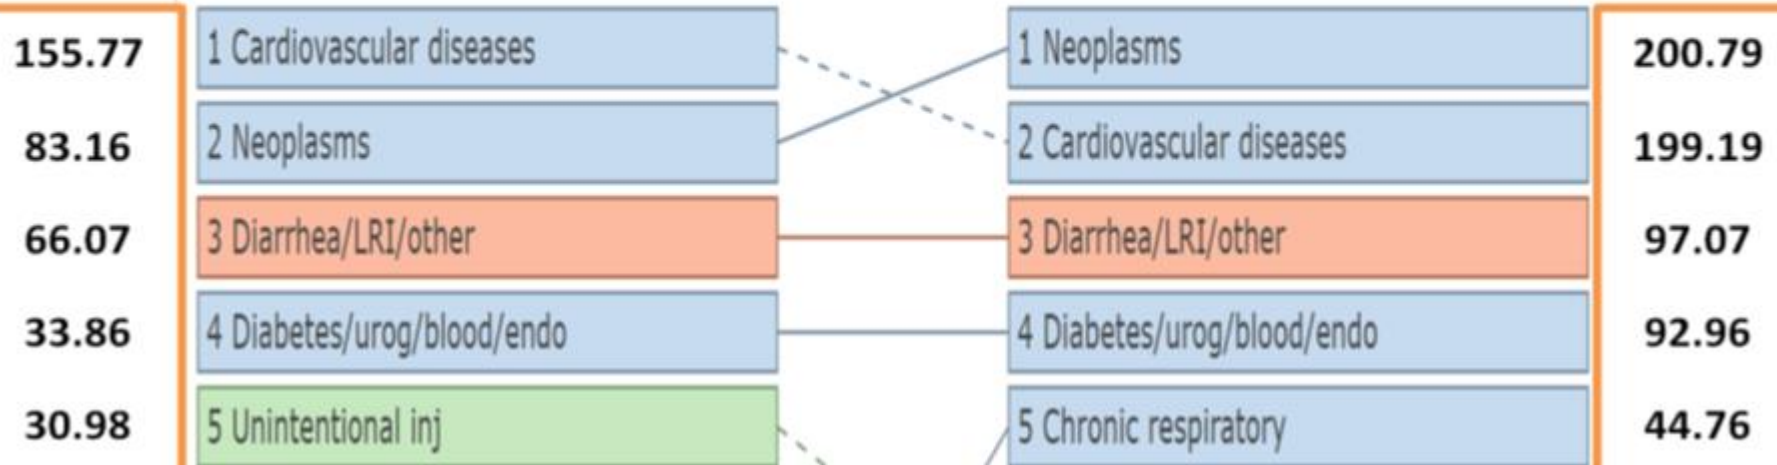 155.77 1 Cardiovascular diseases 1 Neoplasms 200.79
83.16 2 Neoplasms 2 Cardiovascular diseases 199.19
66.07 3 Diarrhea/LRI/other 3 Diarrhea/LRI/other 97.07
33.86 4 Diabetes/urog/blood/endo 4 Diabetes/urog/blood/endo 92.96
30.98 5 Unintentional inj 5 Chronic respiratory 44.76